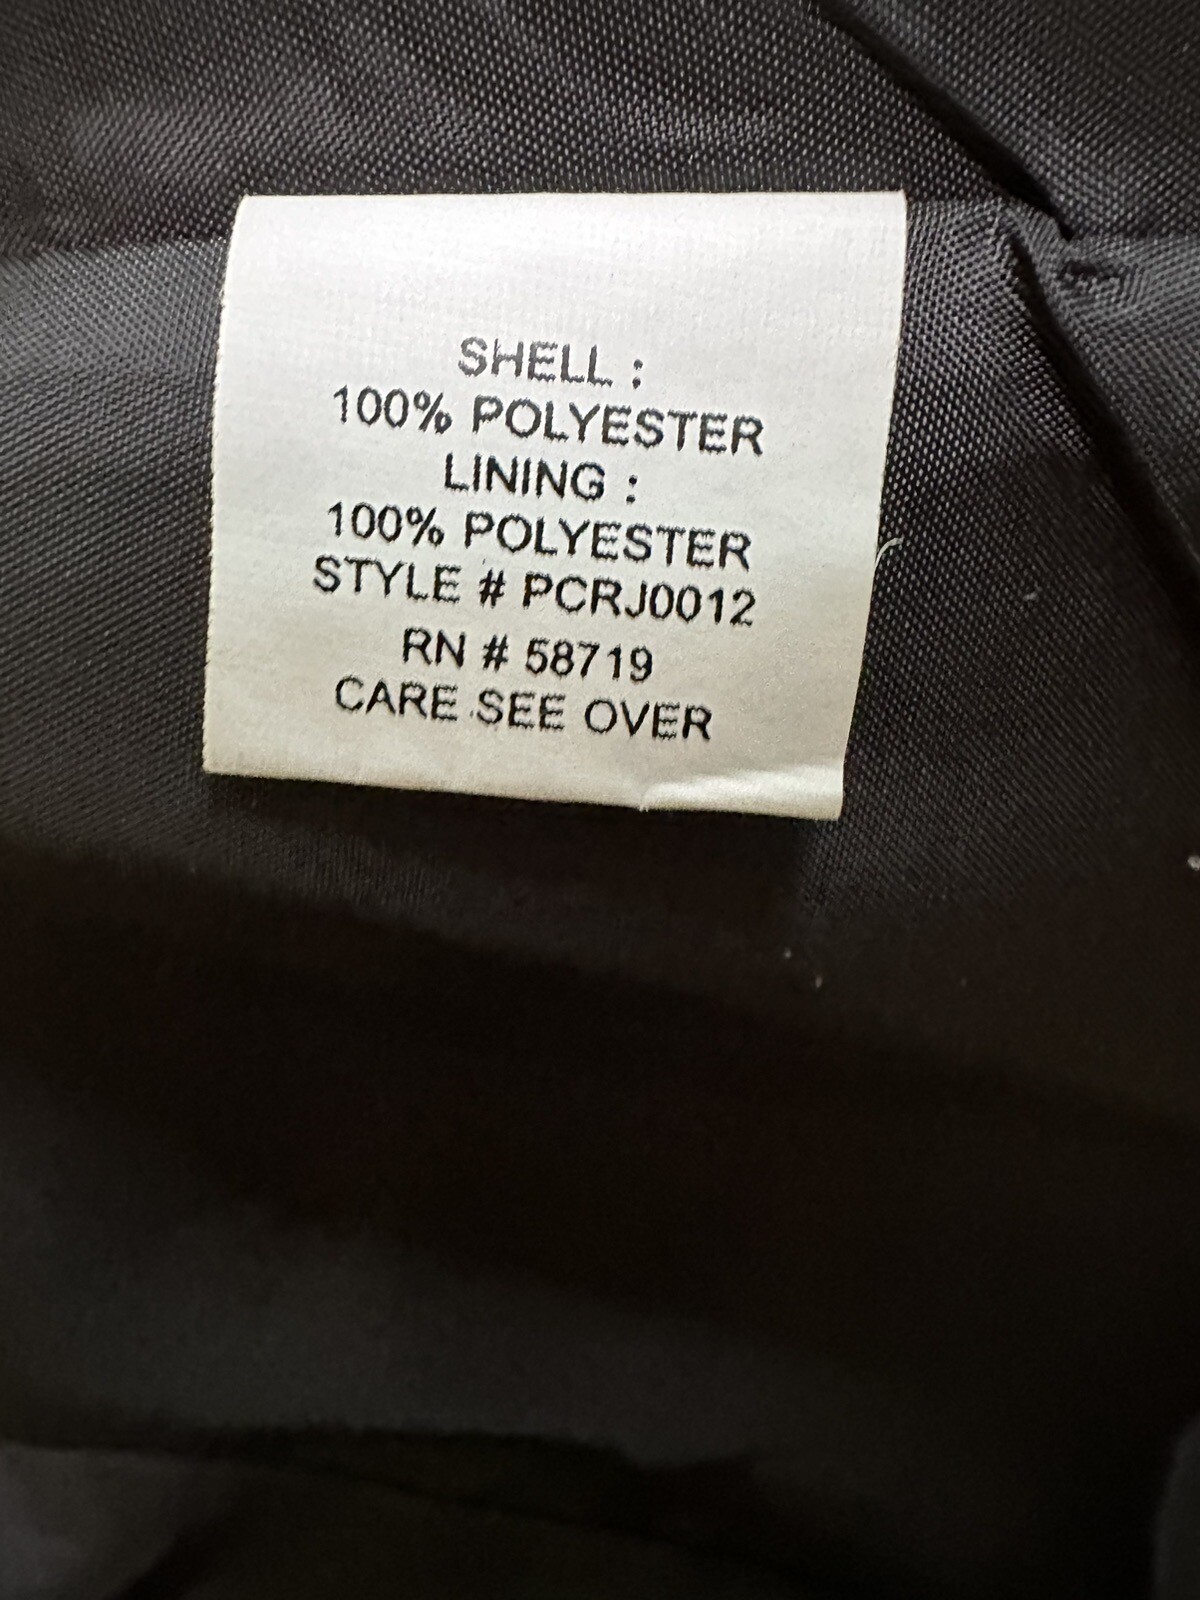 SHELL :
100% POLYESTER
LINING :
100% POLYESTER
STYLE # PCRJ0012
RN # 58719
CARE SEE OVER